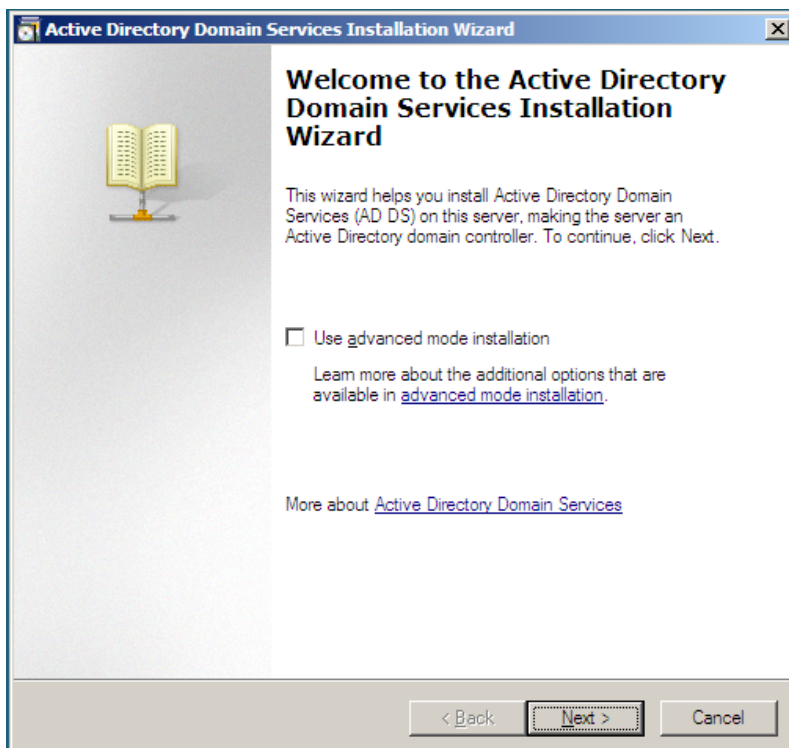 Active Directory Domain Services Installation Wizard
Welcome to the Active Directory
Domain Services Installation
Wizard
This wizard helps you install Active Directory Domain
Services (AD DS) on this server, making the server an
Active Directory domain controller. To continue, click Next.
Use advanced mode installation
Learn more about the additional options that are
available in advanced mode installation.
More about Active Directory Domain Services
< Back Next > Cancel